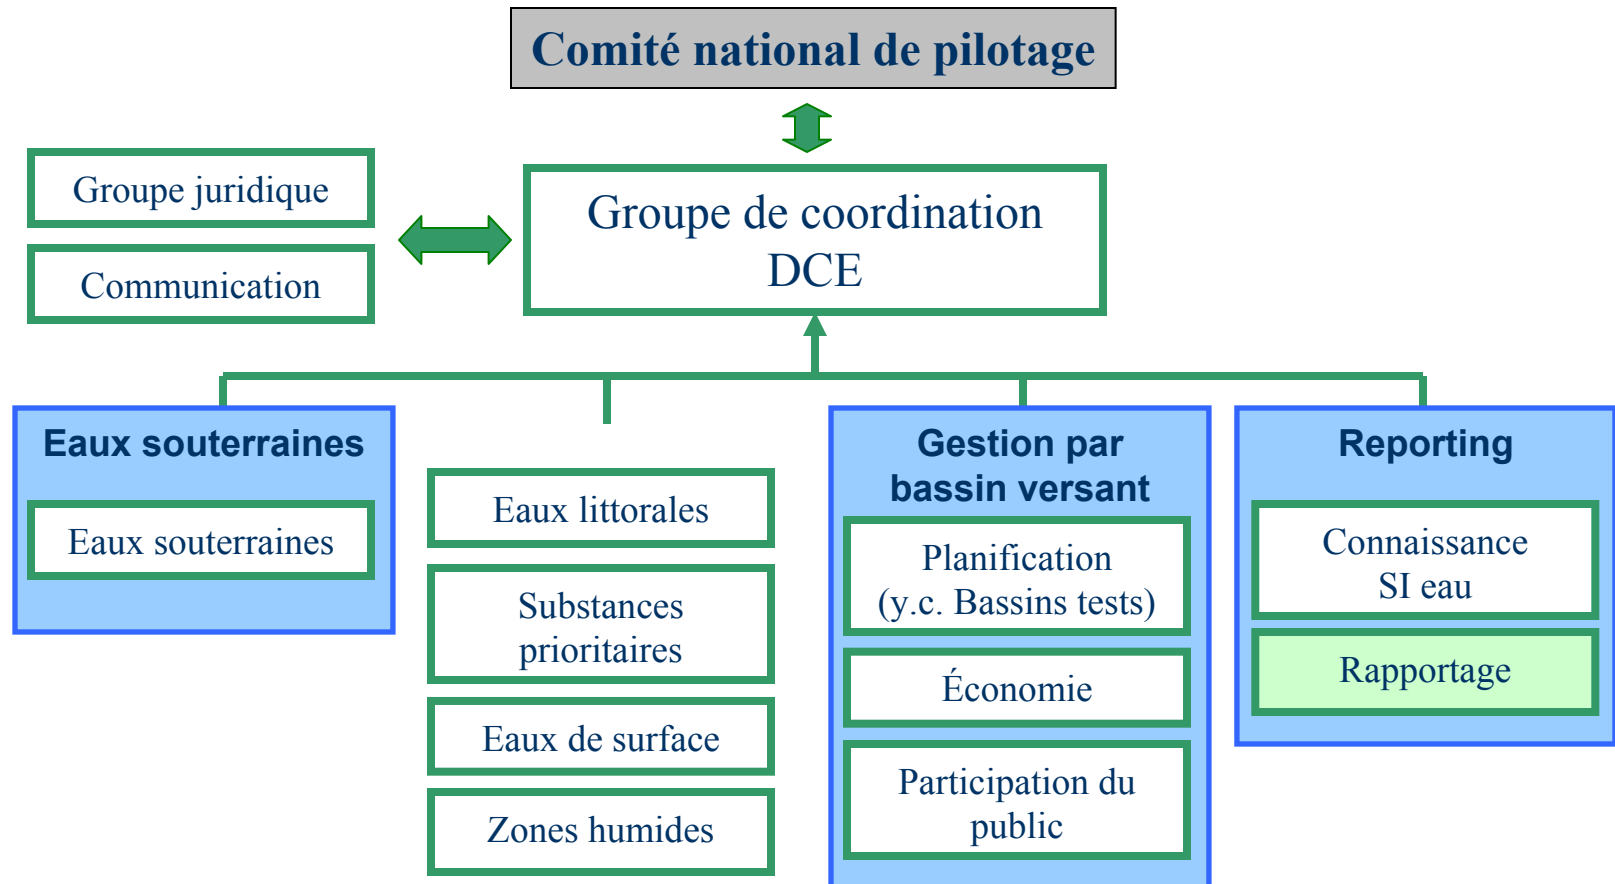 Comité national de pilotage
Groupe juridique
Communication
Groupe de coordination
DCE
Eaux souterraines
Eaux souterraines
Eaux littorales
Substances
prioritaires
Eaux de surface
Zones humides
Gestion par
bassin versant
Planification
(y.c. Bassins tests)
Économie
Participation du
public
Reporting
Connaissance
SI eau
Rapportage